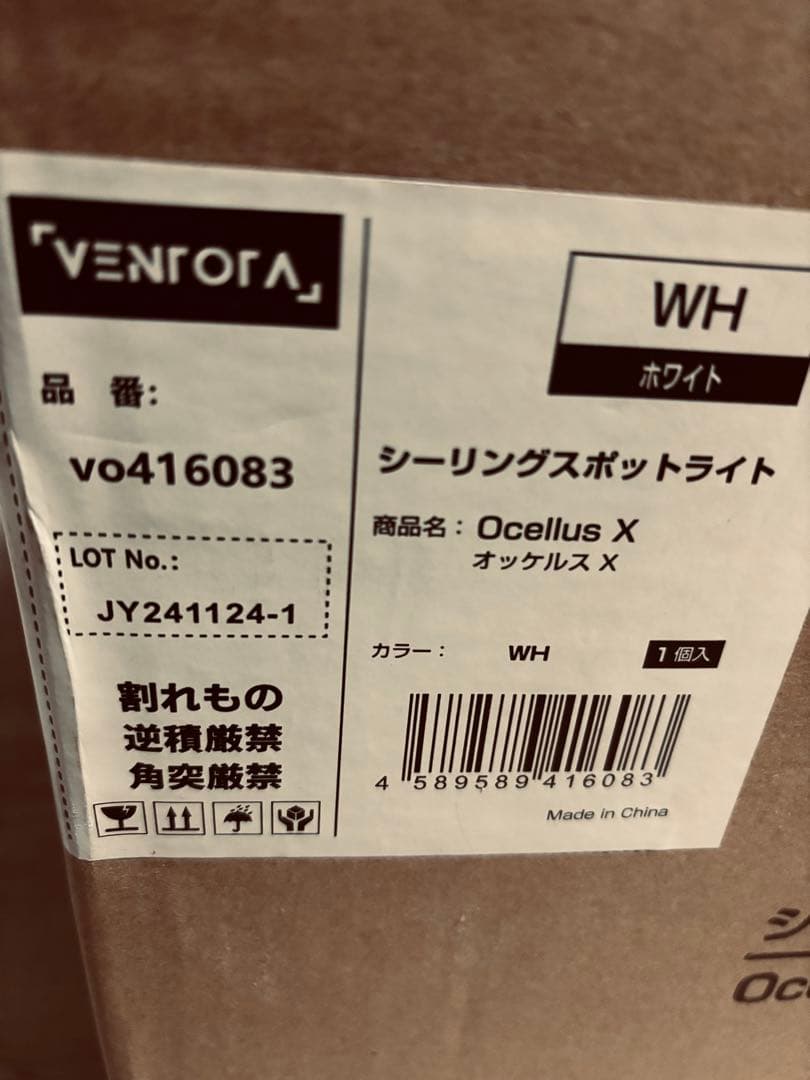 VENTOTA
品 番:
vo416083
LOT No.:
JY241124-1
割れもの
逆積厳禁
角突厳禁
WH
ホワイト
シーリングスポットライト
商品名： Ocellus X
オッケルス X
カラー： WH 1個入
4 589589 416083
Made in China
シ
Oc